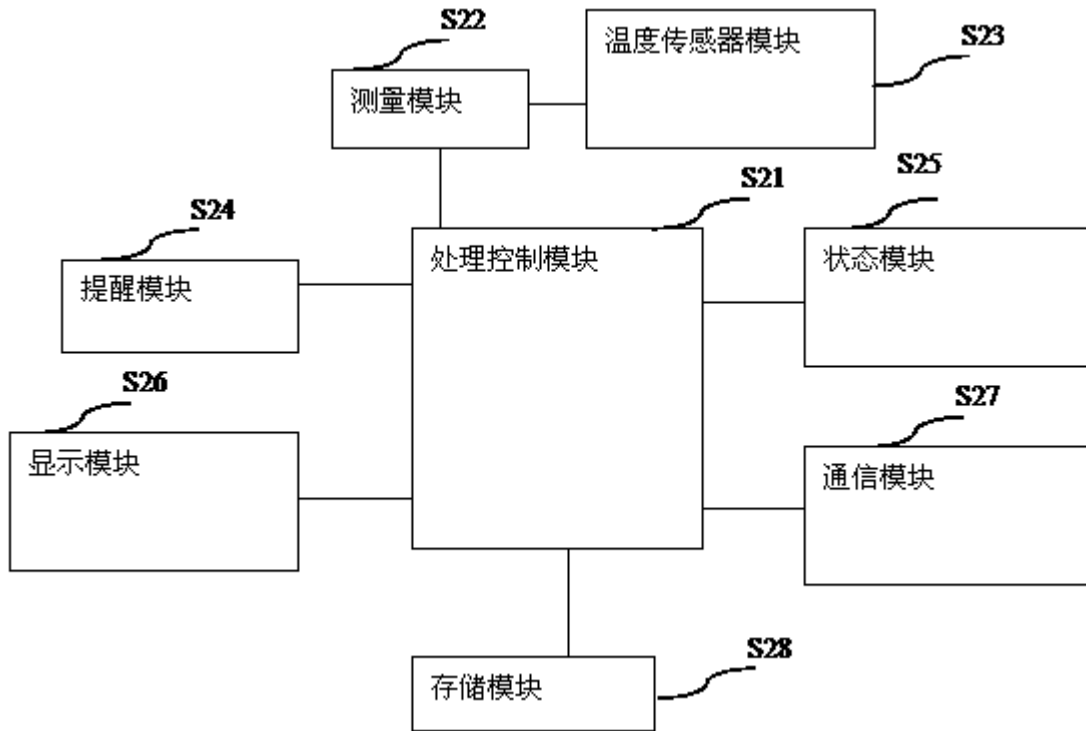 S22
温度传感器模块
S23
测量模块
S21
S25
S24
处理控制模块
状态模块
提醒模块
S26
S27
显示模块
通信模块
S28
存储模块